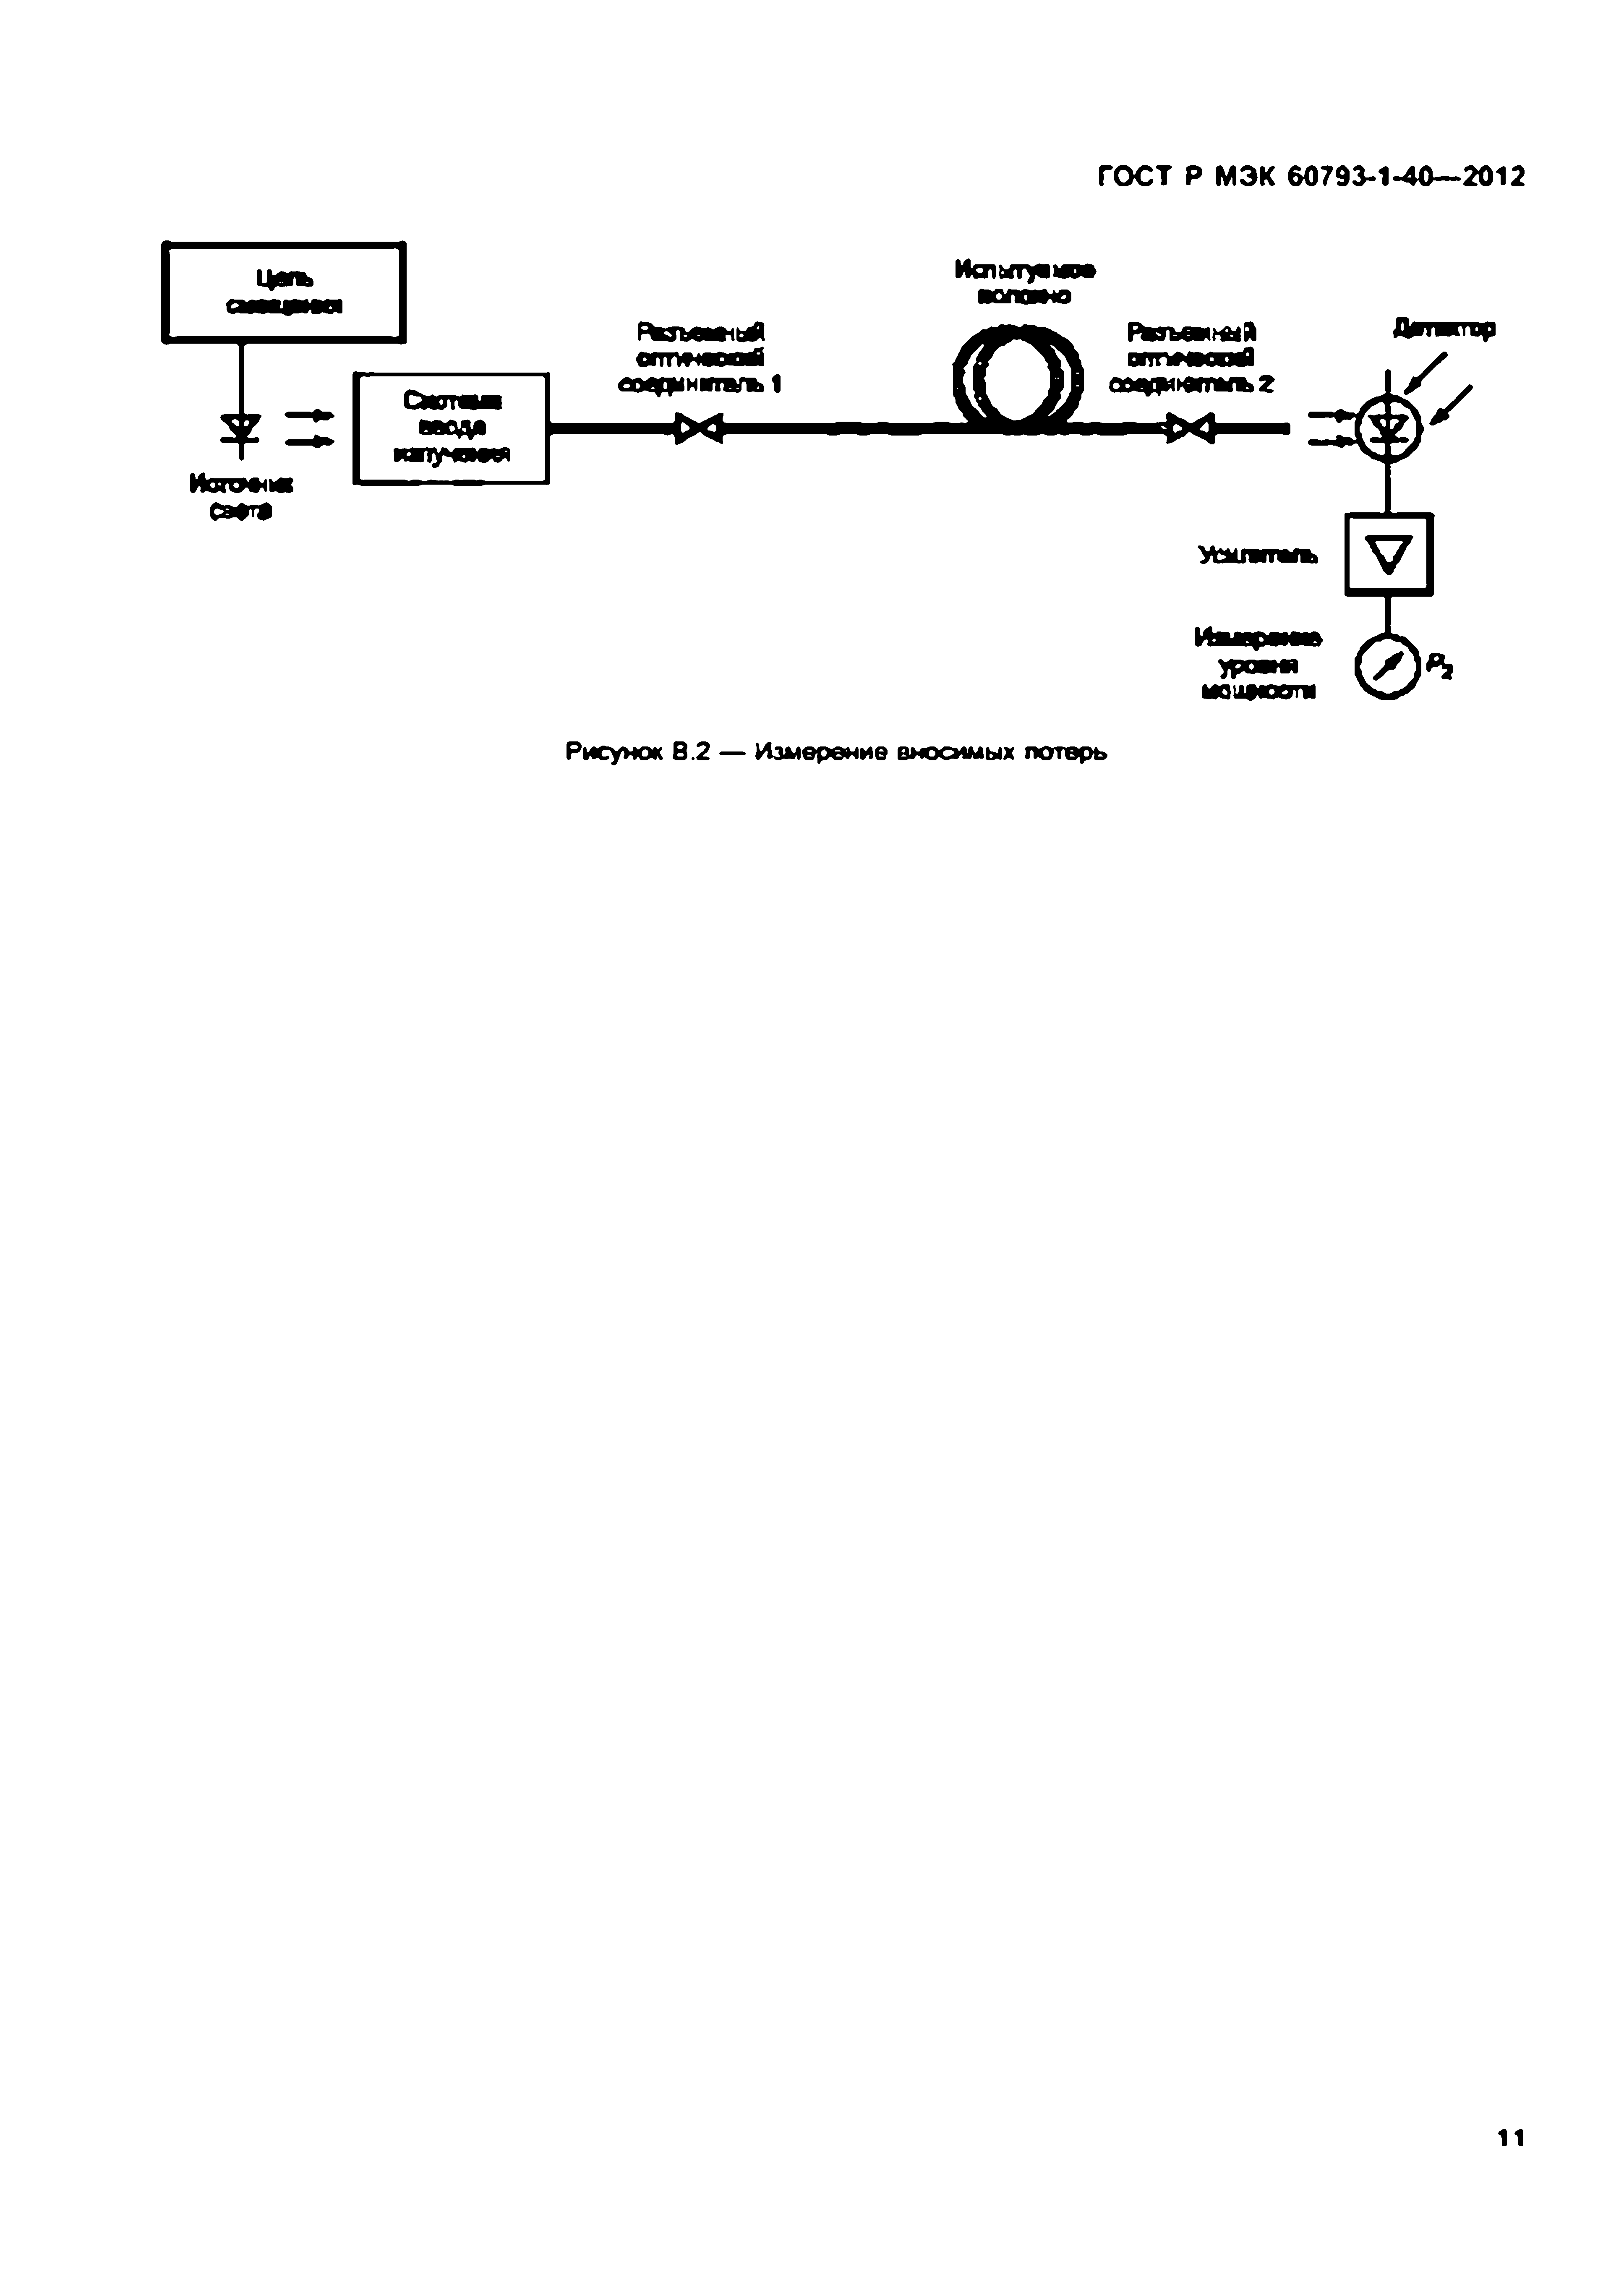 ГОСТ Р МЭК 60793-1-40—2012
Цепь
смещения
Источник
света
Система
ввода
излучения
Разъемный
оптический
соединитель 1
Испытуемое
волокно
Разъемный
оптический
соединитель 2
Детектор
Усилитель
Измерение
уровня
мощности
P2
Рисунок В.2 — Измерение вносимых потерь
11